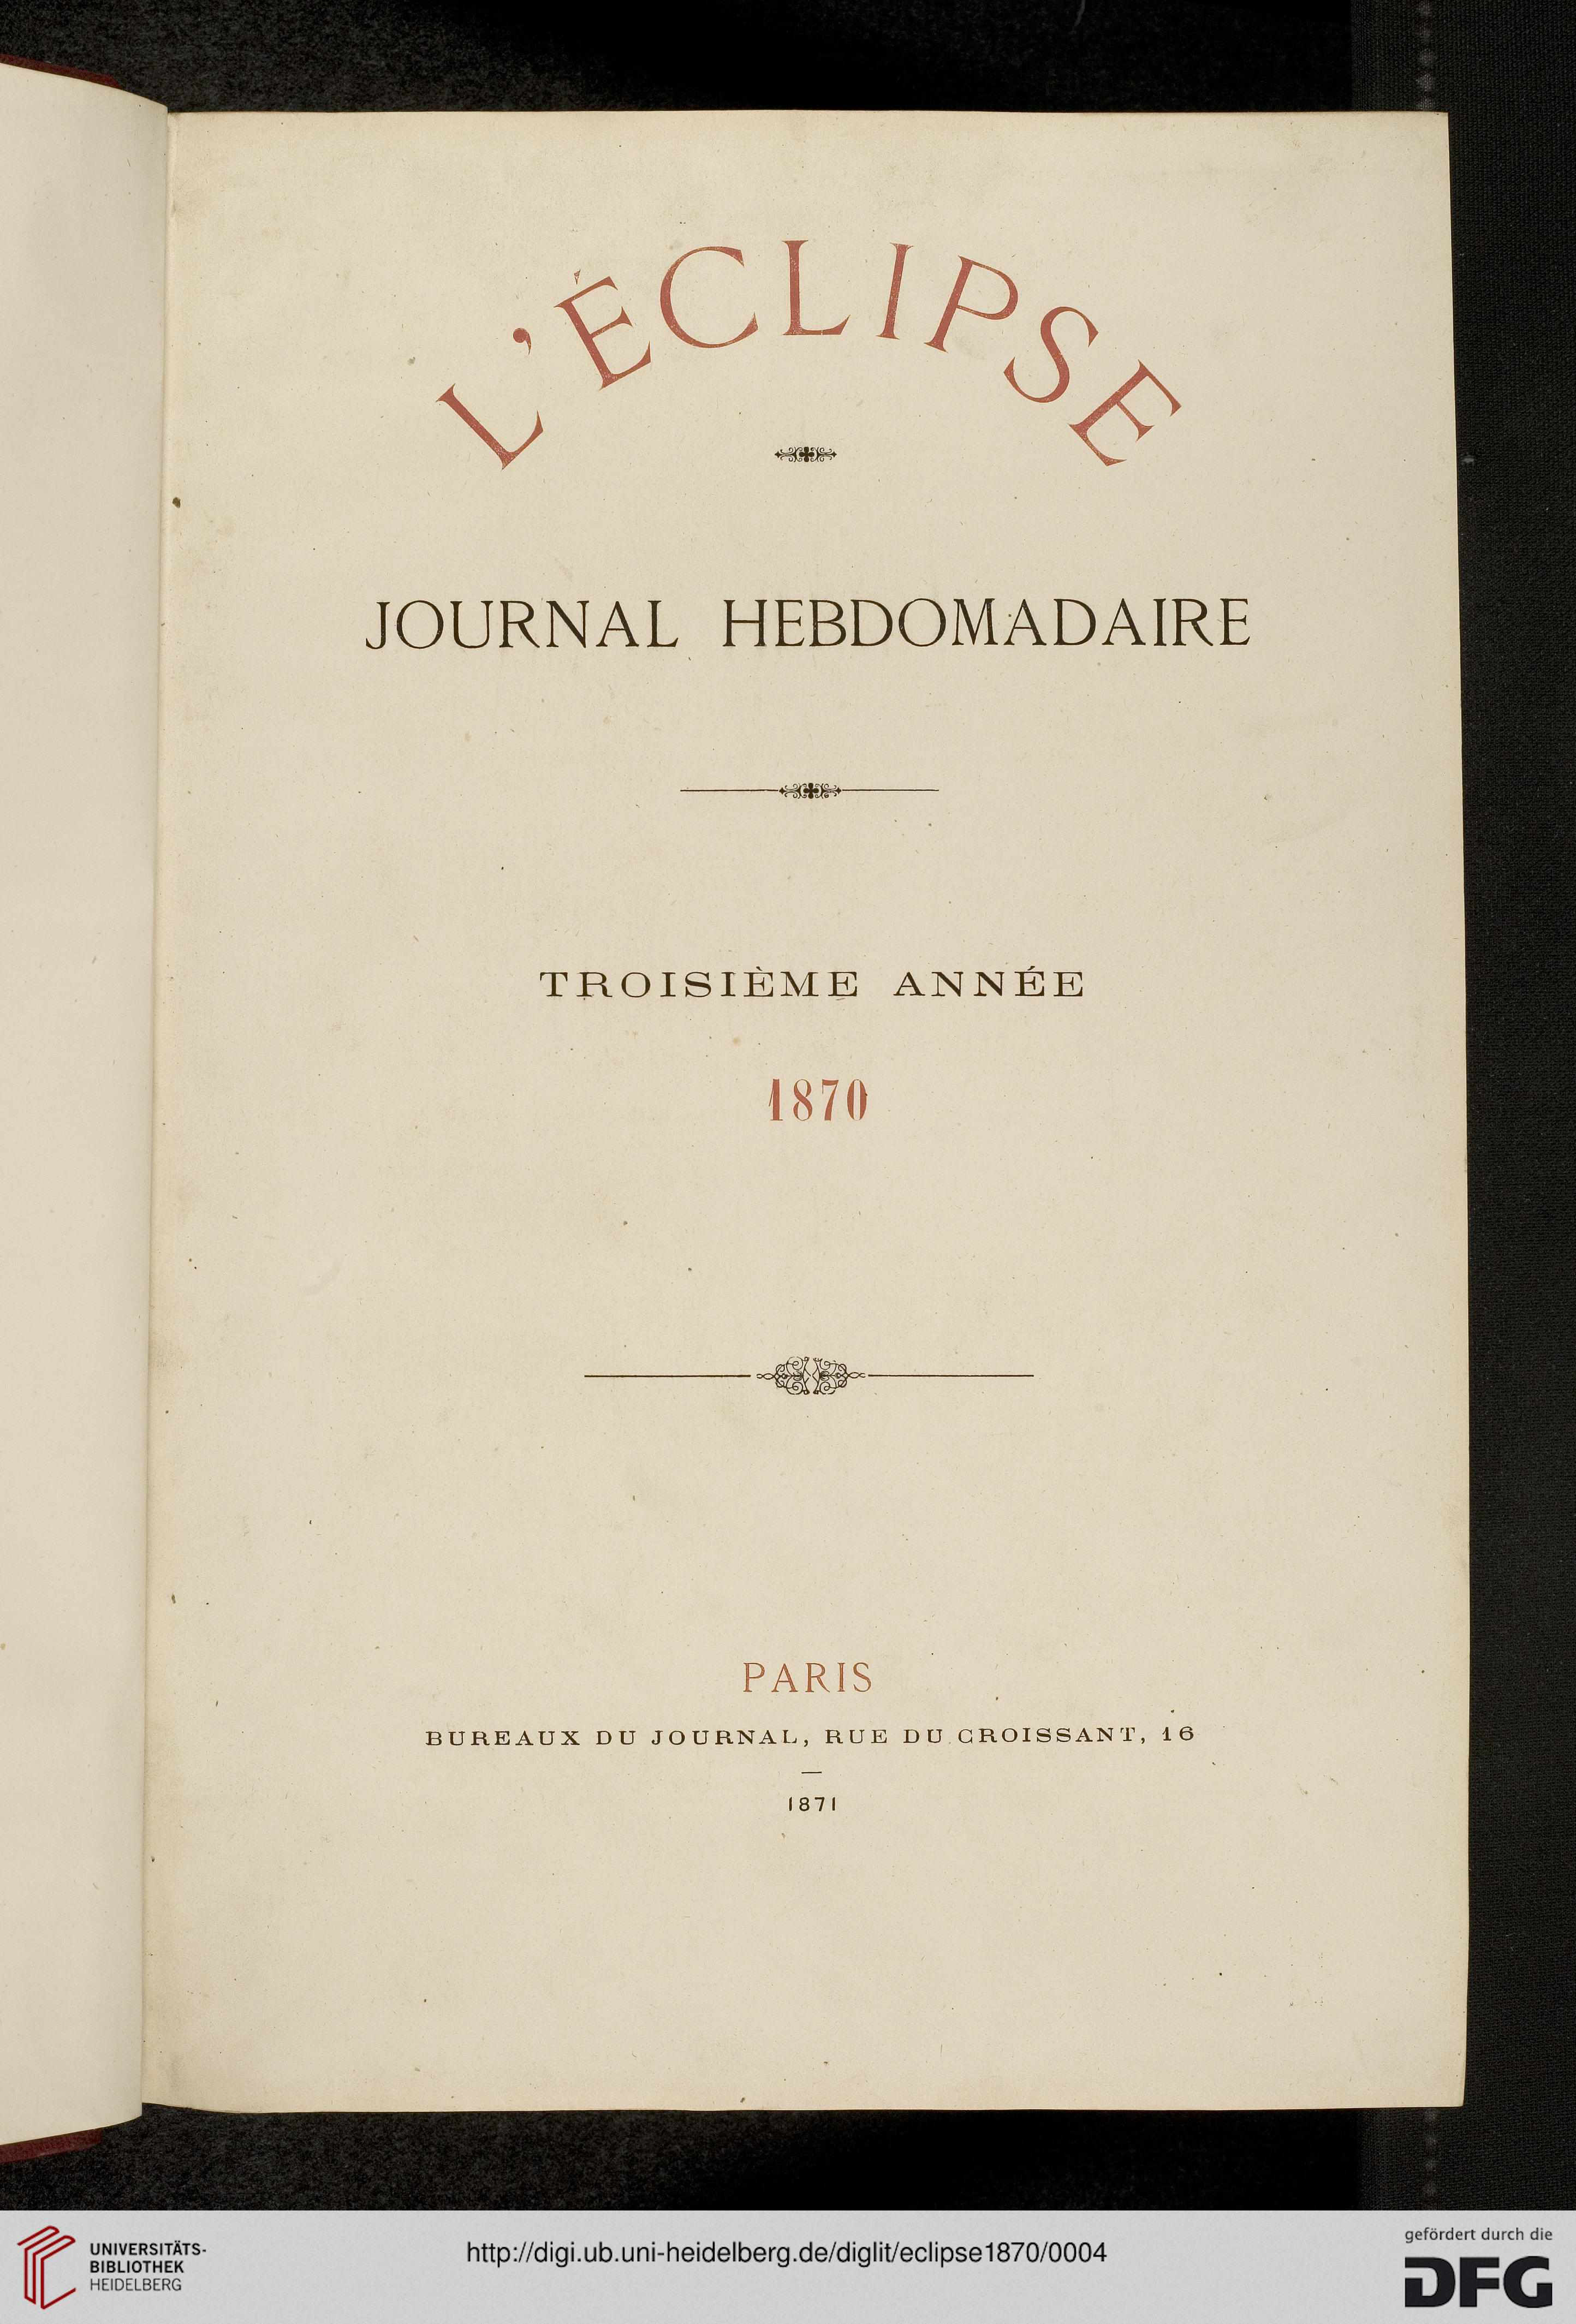 L'ÉCLIPSE
JOURNAL HEBDOMADAIRE
TROISIÈME ANNÉE
1870
PARIS
BUREAUX DU JOURNAL, RUE DU CROISSANT, 16
1871
UNIVERSITÄTS-
BIBLIOTHEK
HEIDELBERG
http://digi.ub.uni-heidelberg.de/diglit/eclipse1870/0004
gefördert durch die
DFG